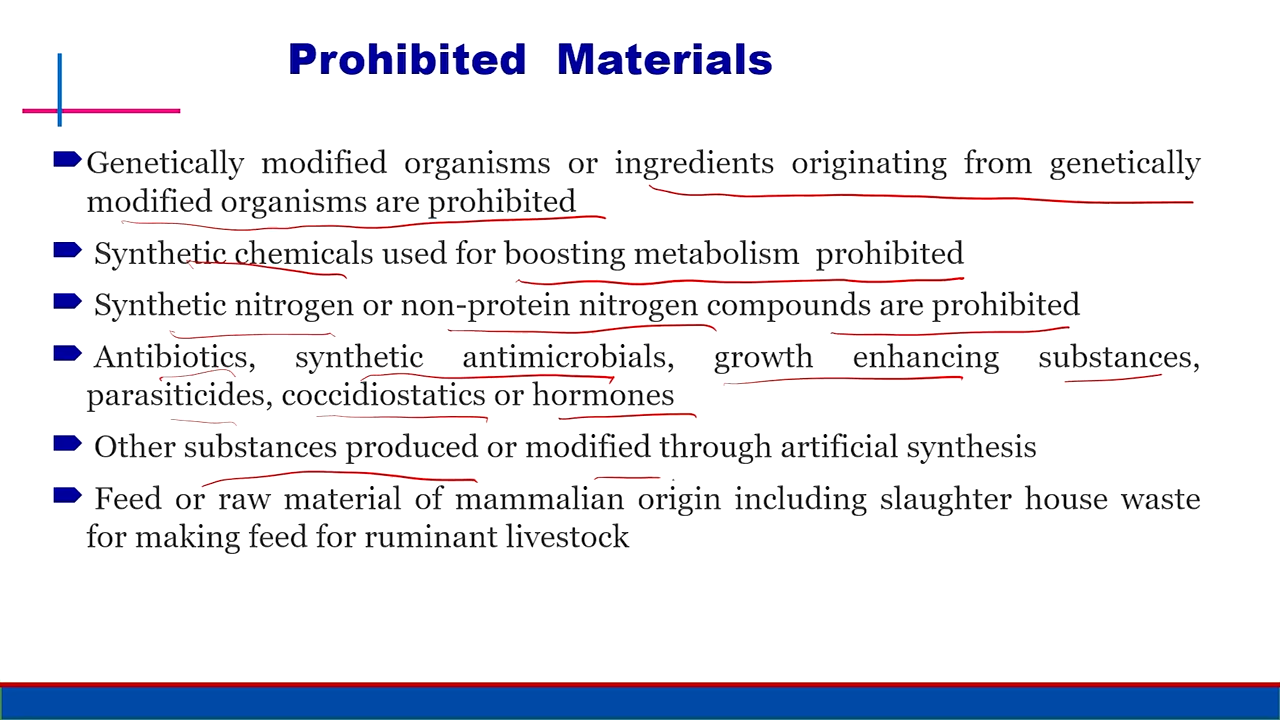 Prohibited Materials
Genetically modified organisms or ingredients originating from genetically
modified organisms are prohibited
Synthetic chemicals used for boosting metabolism prohibited
Synthetic nitrogen or non-protein nitrogen compounds are prohibited
Antibiotics, synthetic antimicrobials, growth enhancing substances,
parasiticides, coccidiostatics or hormones
Other substances produced or modified through artificial synthesis
Feed or raw material of mammalian origin including slaughter house waste
for making feed for ruminant livestock